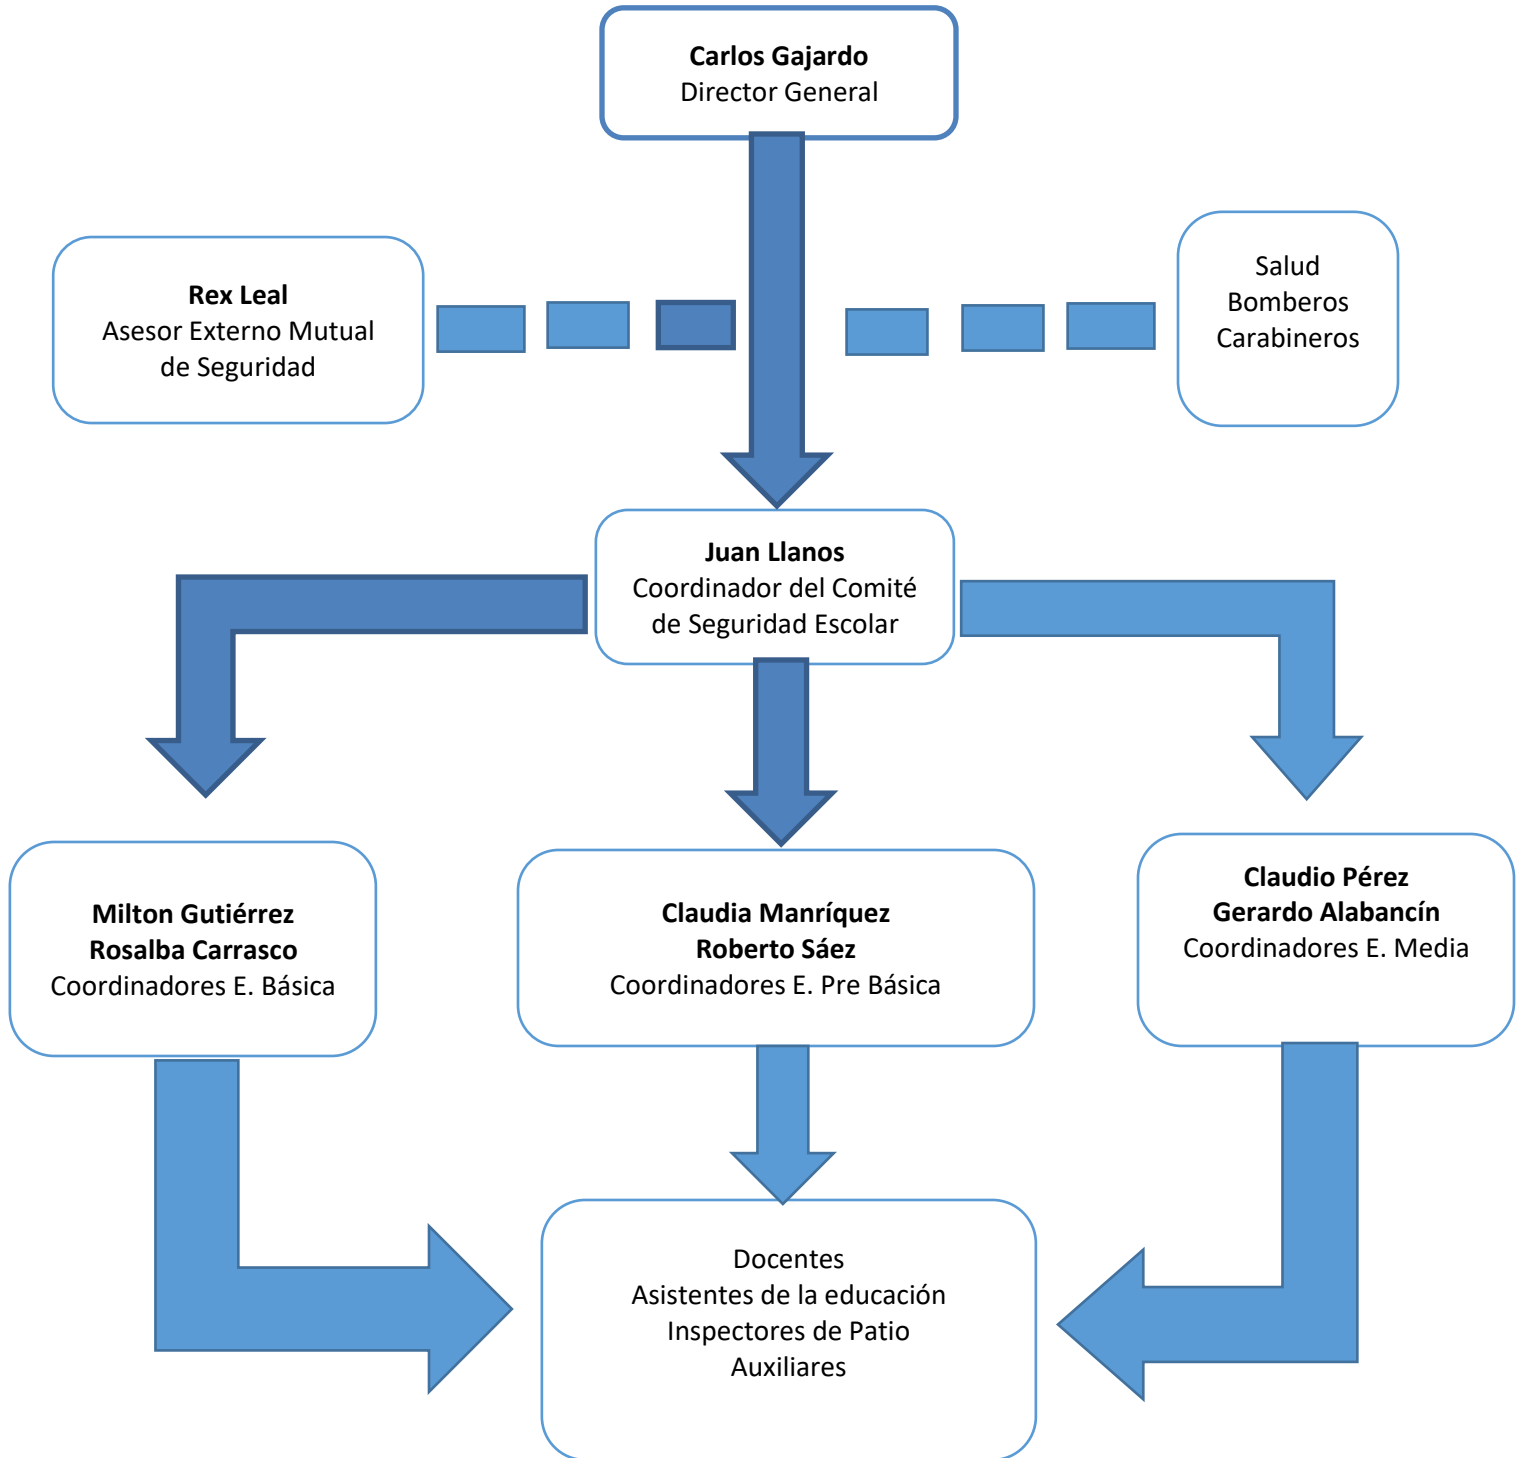 Carlos Gajardo
Director General
Rex Leal
Asesor Externo Mutual
de Seguridad
Salud
Bomberos
Carabineros
Juan Llanos
Coordinador del Comité
de Seguridad Escolar
Milton Gutiérrez
Rosalba Carrasco
Coordinadores E. Básica
Claudia Manríquez
Roberto Sáez
Coordinadores E. Pre Básica
Claudio Pérez
Gerardo Alabancín
Coordinadores E. Media
Docentes
Asistentes de la educación
Inspectores de Patio
Auxiliares